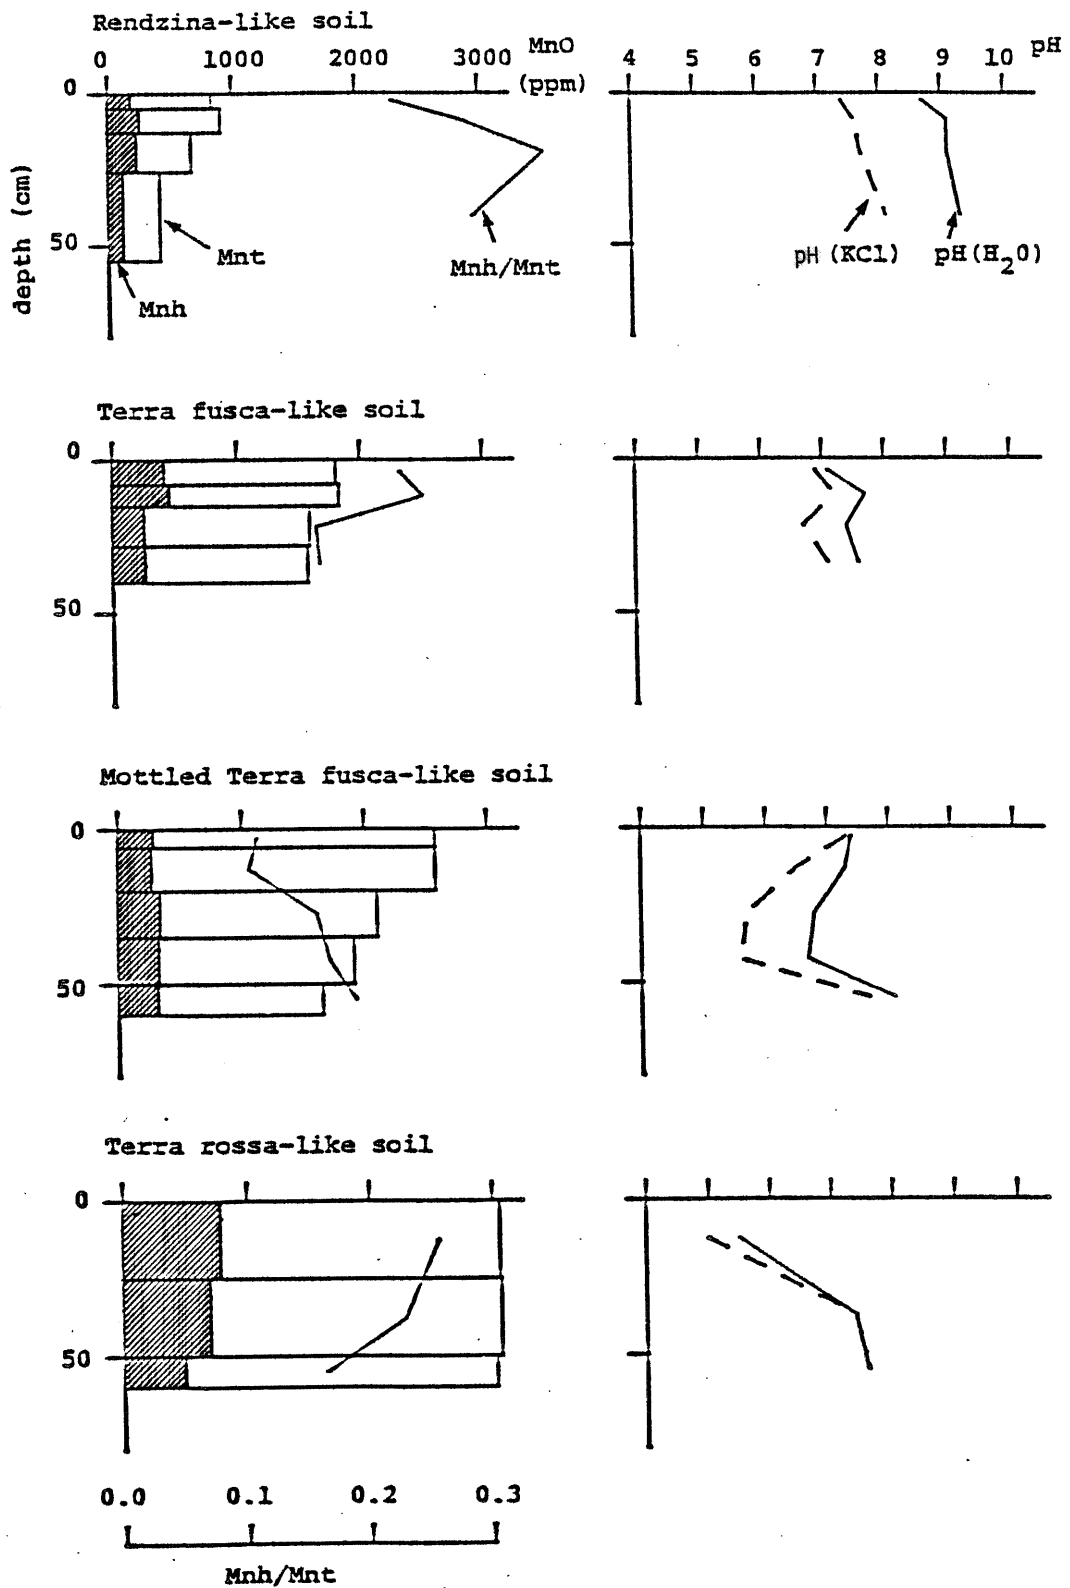 Rendzina-like soil
0 1000 2000 3000 MnO
(ppm)
4 5 6 7 8 9 10 pH
0
50
depth (cm)
Mnt
Mnh
Mnh/Mnt
pH (KCl)
pH (H2O)
Terra fusca-like soil
0
50
Mottled Terra fusca-like soil
0
50
Terra rossa-like soil
0
50
0.0 0.1 0.2 0.3
Mnh/Mnt